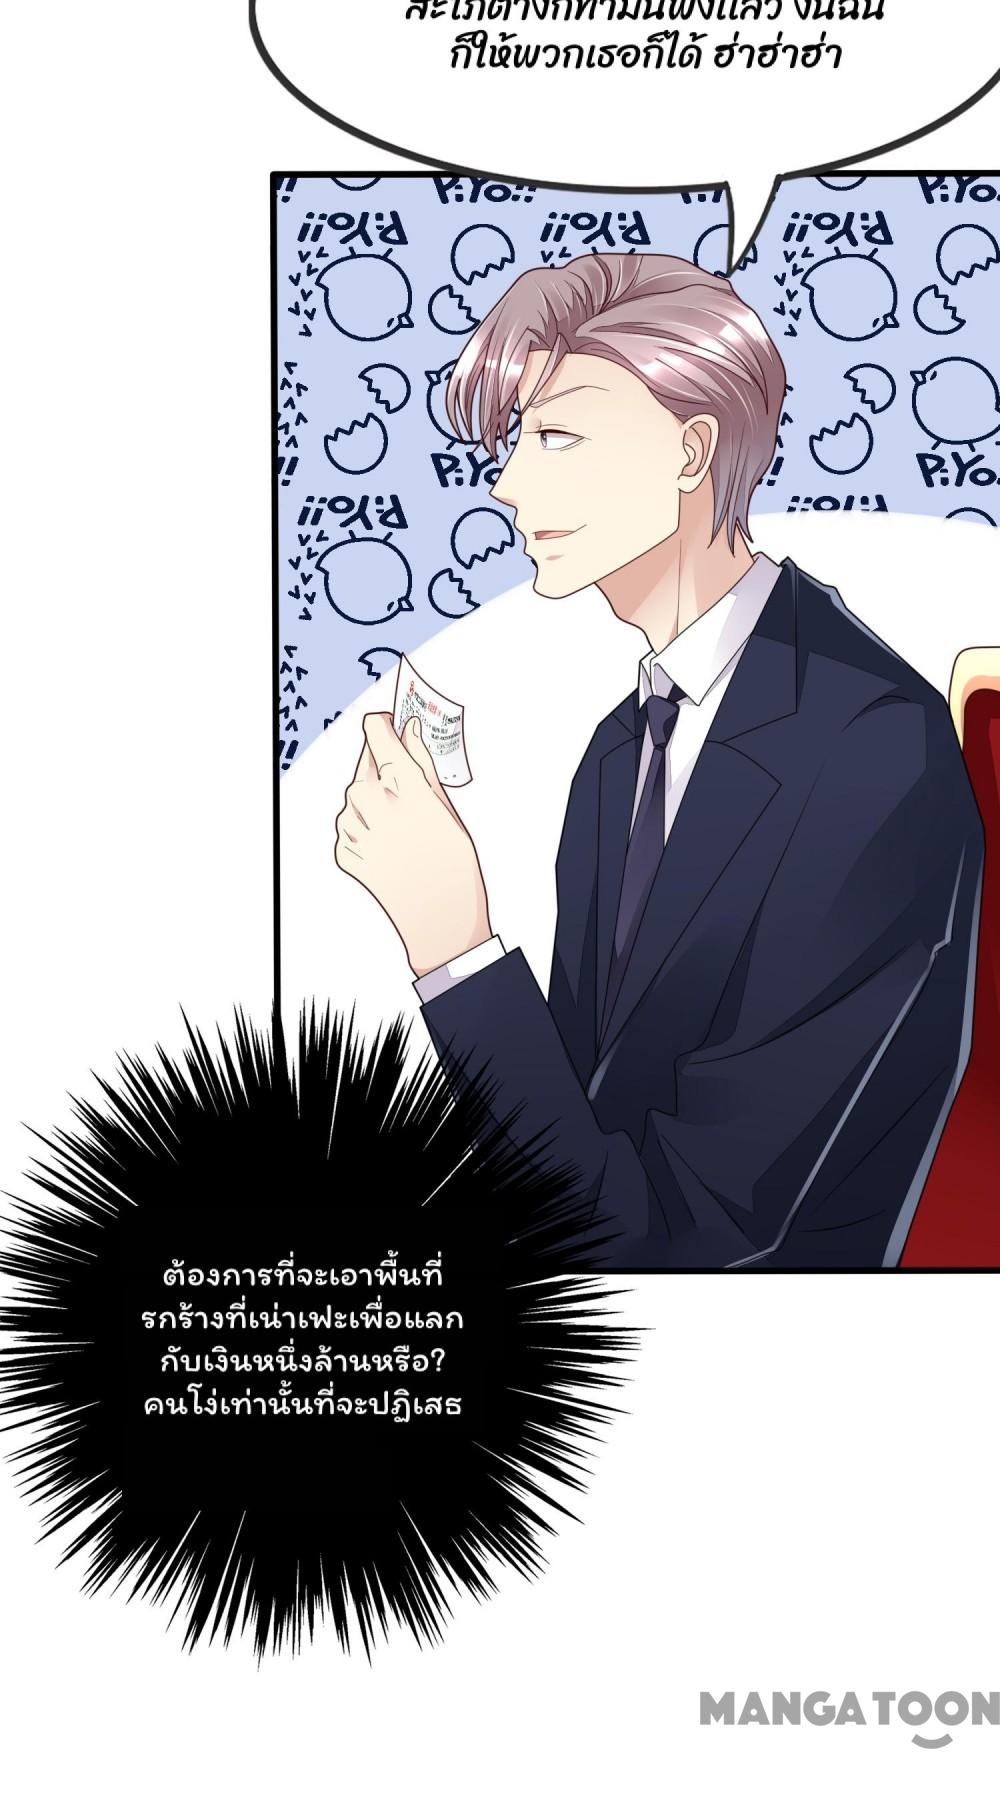 ก็ให้พวกเธอก็ได้ ฮ่าฮ่าฮ่า
Piyo!!
Piyo!!
Piyo!!
Piyo!!
ต้องการที่จะเอาพื้นที่
รกร้างที่เน่าเฟะเพื่อแลก
กับเงินหนึ่งล้านหรือ?
คนโง่เท่านั้นที่จะปฏิเสธ
MANGATOON